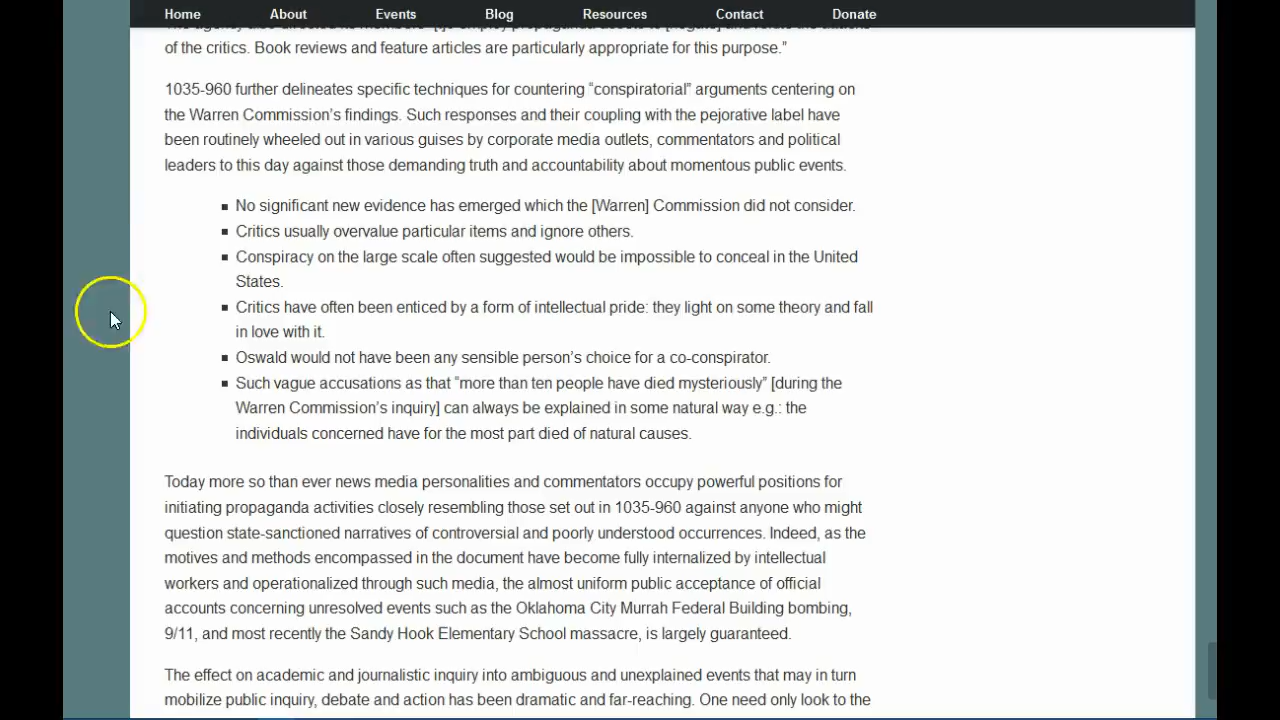 Home About Events Blog Resources Contact Donate
of the critics. Book reviews and feature articles are particularly appropriate for this purpose.”
1035-960 further delineates specific techniques for countering “conspiratorial” arguments centering on
the Warren Commission’s findings. Such responses and their coupling with the pejorative label have
been routinely wheeled out in various guises by corporate media outlets, commentators and political
leaders to this day against those demanding truth and accountability about momentous public events.
▪ No significant new evidence has emerged which the [Warren] Commission did not consider.
▪ Critics usually overvalue particular items and ignore others.
▪ Conspiracy on the large scale often suggested would be impossible to conceal in the United
States.
▪ Critics have often been enticed by a form of intellectual pride: they light on some theory and fall
in love with it.
▪ Oswald would not have been any sensible person’s choice for a co-conspirator.
▪ Such vague accusations as that “more than ten people have died mysteriously” [during the
Warren Commission’s inquiry] can always be explained in some natural way e.g.: the
individuals concerned have for the most part died of natural causes.
Today more so than ever news media personalities and commentators occupy powerful positions for
initiating propaganda activities closely resembling those set out in 1035-960 against anyone who might
question state-sanctioned narratives of controversial and poorly understood occurrences. Indeed, as the
motives and methods encompassed in the document have become fully internalized by intellectual
workers and operationalized through such media, the almost uniform public acceptance of official
accounts concerning unresolved events such as the Oklahoma City Murrah Federal Building bombing,
9/11, and most recently the Sandy Hook Elementary School massacre, is largely guaranteed.
The effect on academic and journalistic inquiry into ambiguous and unexplained events that may in turn
mobilize public inquiry, debate and action has been dramatic and far-reaching. One need only look to the